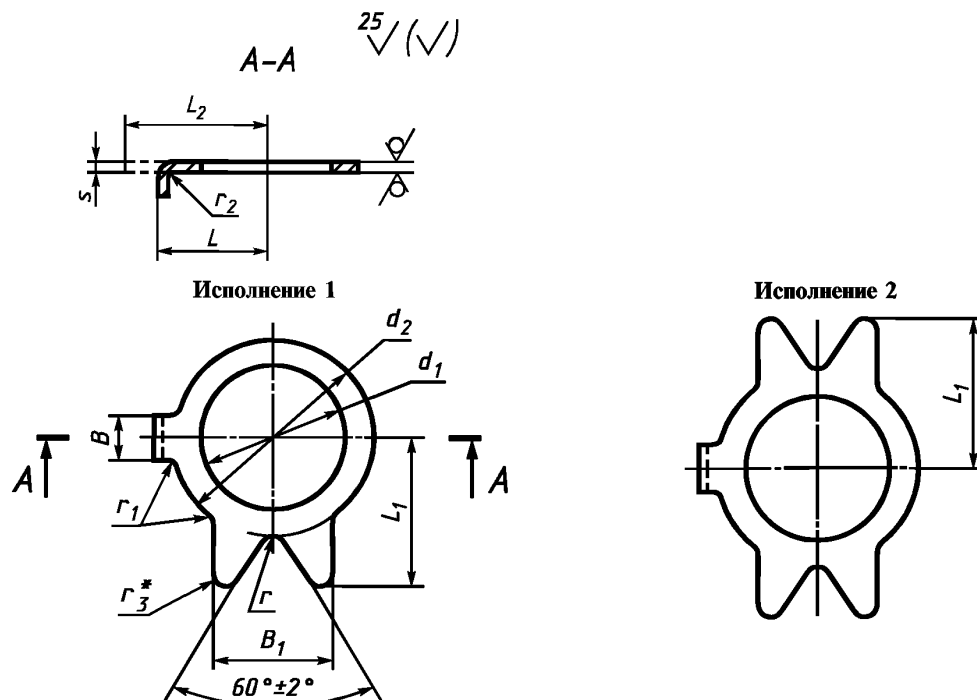 25 √ (√)
А–А
L2
s
r2
L
Исполнение 1
Исполнение 2
d2
d1
B
L1
L1
А
А
r1
r3*
r
B1
60°±2°